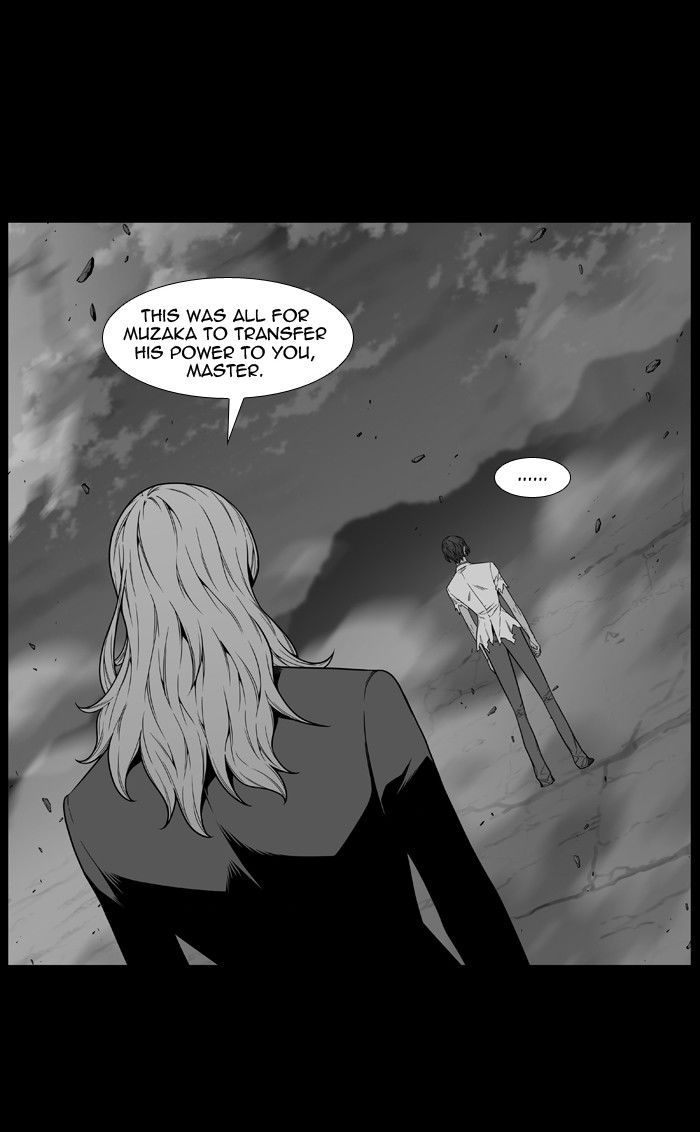 THIS WAS ALL FOR
MUZAKA TO TRANSFER
HIS POWER TO YOU,
MASTER.
......